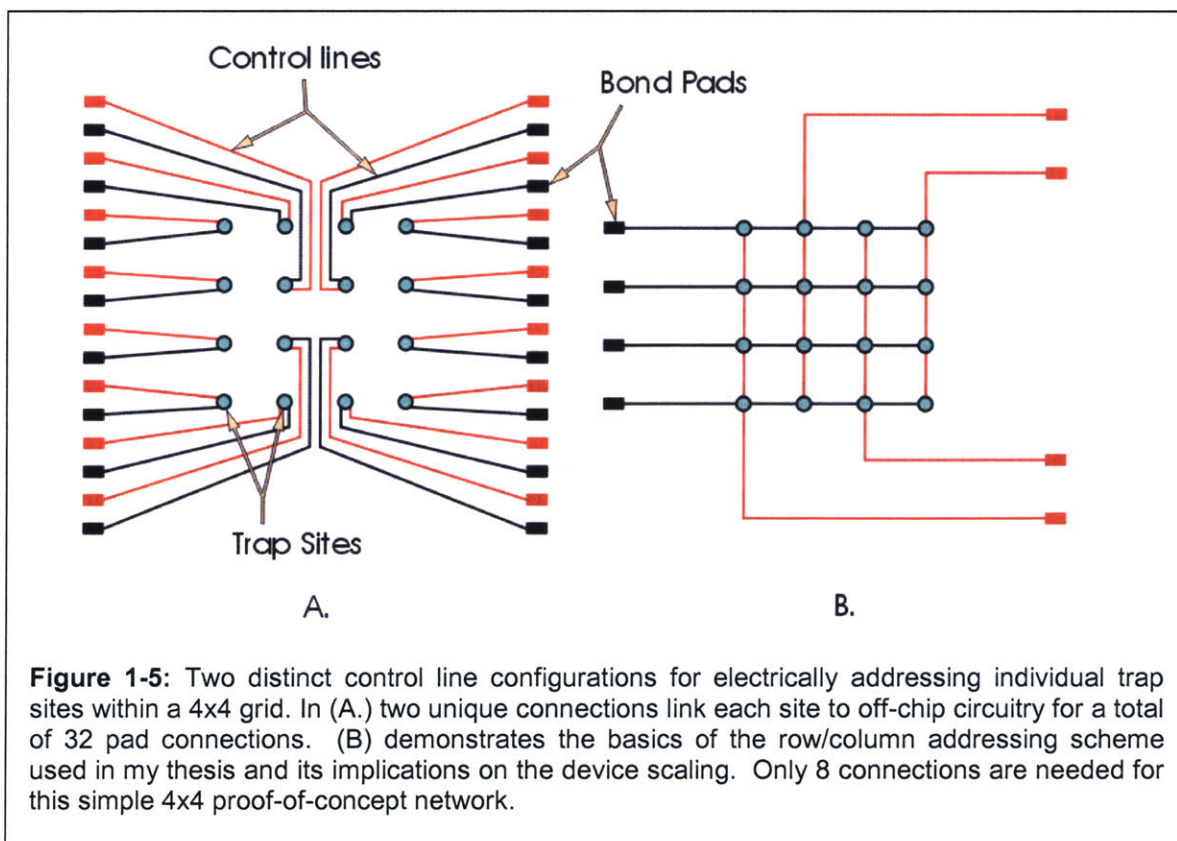 Control lines
Bond Pads
Trap Sites
A.
B.
Figure 1-5: Two distinct control line configurations for electrically addressing individual trap
sites within a 4x4 grid. In (A.) two unique connections link each site to off-chip circuitry for a total
of 32 pad connections. (B) demonstrates the basics of the row/column addressing scheme
used in my thesis and its implications on the device scaling. Only 8 connections are needed for
this simple 4x4 proof-of-concept network.